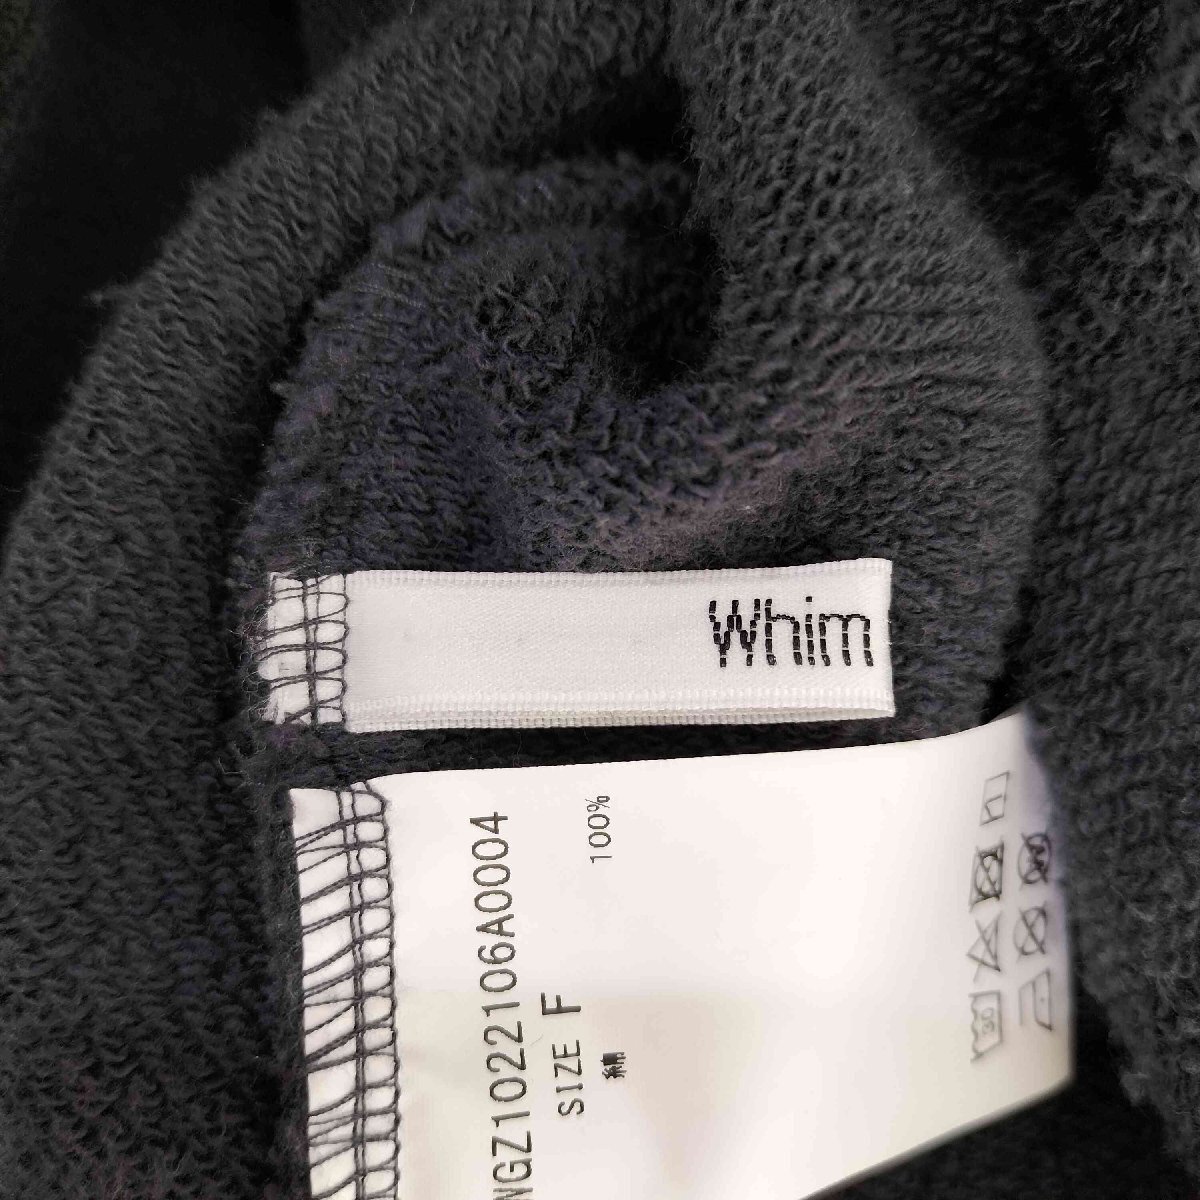 Whim
WGZ1022106A0004
SIZE F
綿 100%